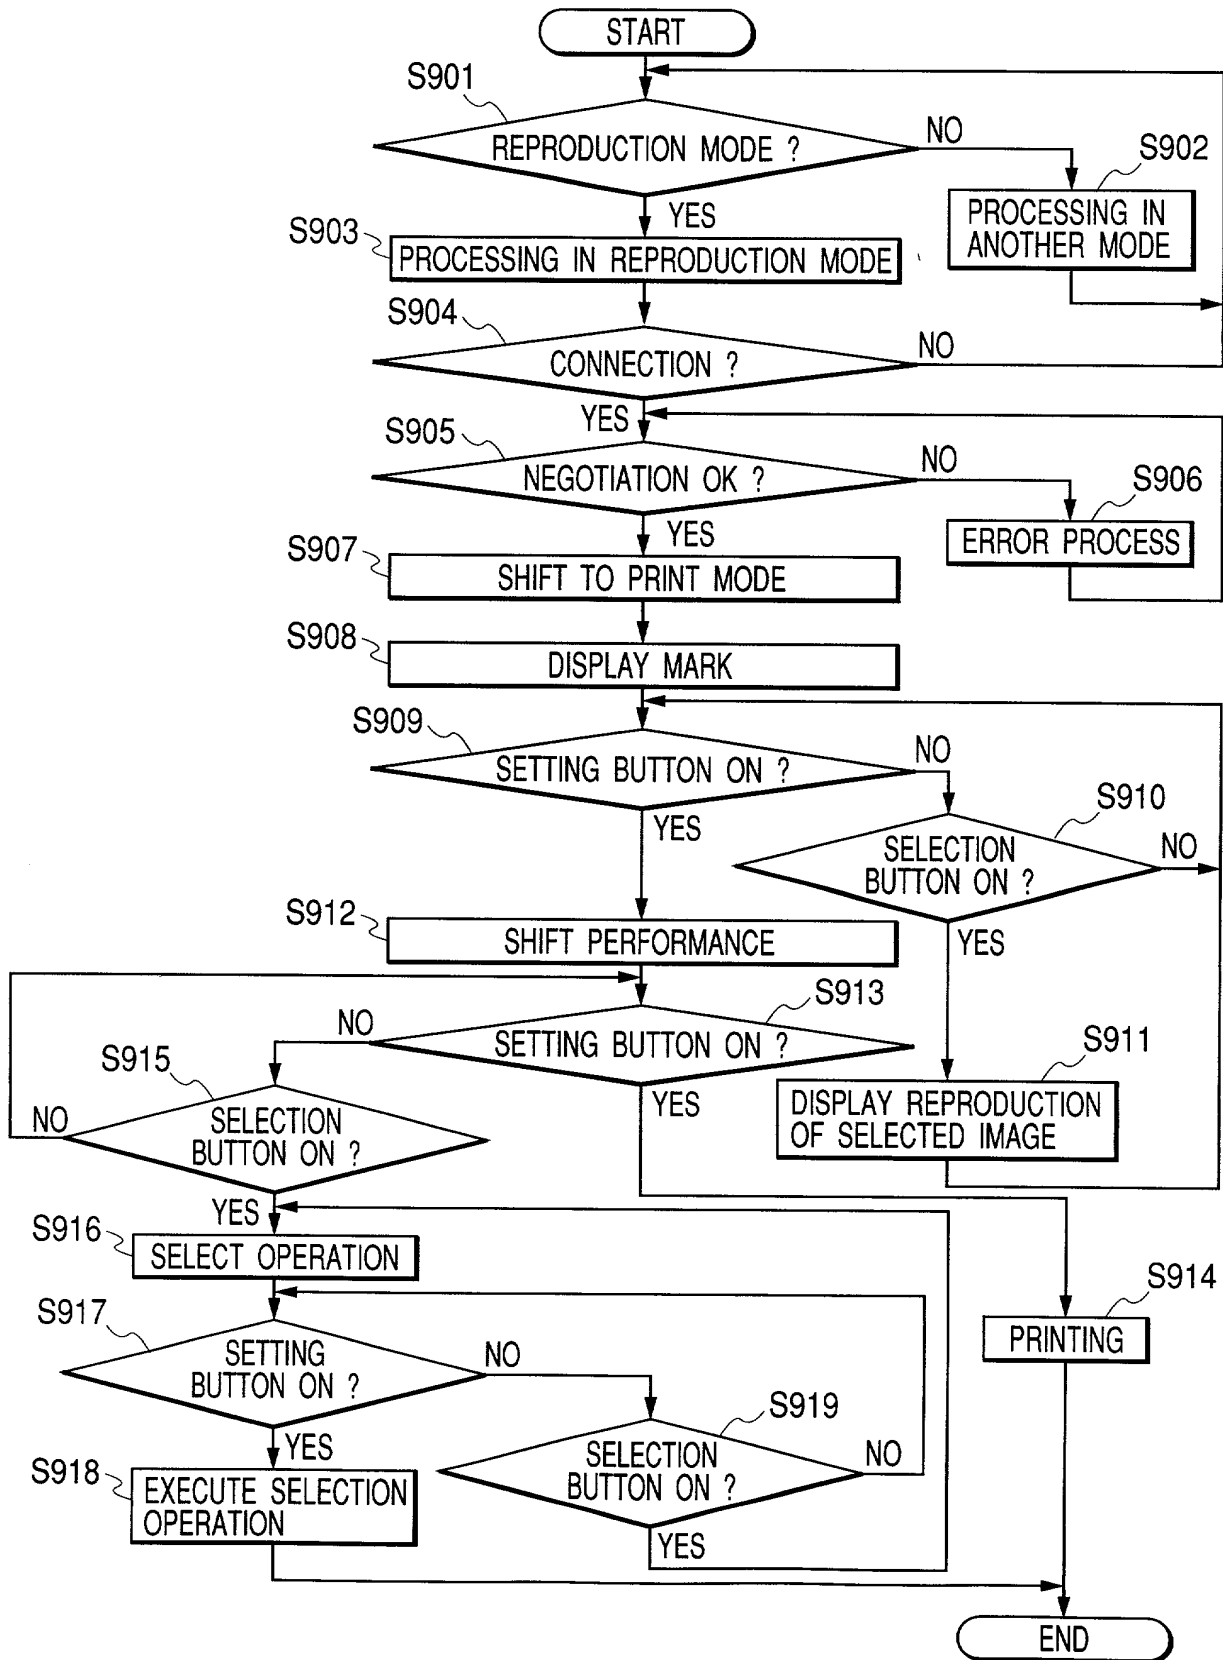 START
S901
REPRODUCTION MODE ?
NO
S902
PROCESSING IN
ANOTHER MODE
YES
S903
PROCESSING IN REPRODUCTION MODE
S904
CONNECTION ?
NO
YES
S905
NEGOTIATION OK ?
NO
S906
ERROR PROCESS
YES
S907
SHIFT TO PRINT MODE
S908
DISPLAY MARK
S909
SETTING BUTTON ON ?
NO
S910
YES
SELECTION
BUTTON ON ?
NO
S912
SHIFT PERFORMANCE
YES
S913
NO
SETTING BUTTON ON ?
S911
S915
YES
DISPLAY REPRODUCTION
OF SELECTED IMAGE
NO
SELECTION
BUTTON ON ?
YES
S916
SELECT OPERATION
S914
PRINTING
S917
SETTING
BUTTON ON ?
NO
S919
YES
SELECTION
BUTTON ON ?
NO
S918
EXECUTE SELECTION
OPERATION
YES
END